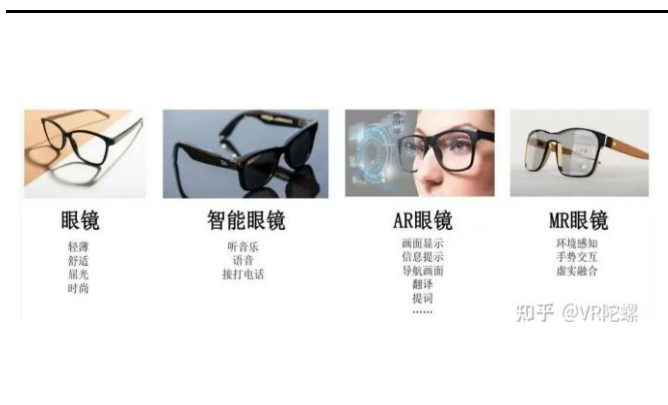 眼镜
轻薄
舒适
屈光
时尚
智能眼镜
听音乐
语音
接打电话
AR眼镜
画面显示
信息提示
导航画面
翻译
提词
……
MR眼镜
环境感知
手势交互
虚实融合
知乎 @VR陀螺